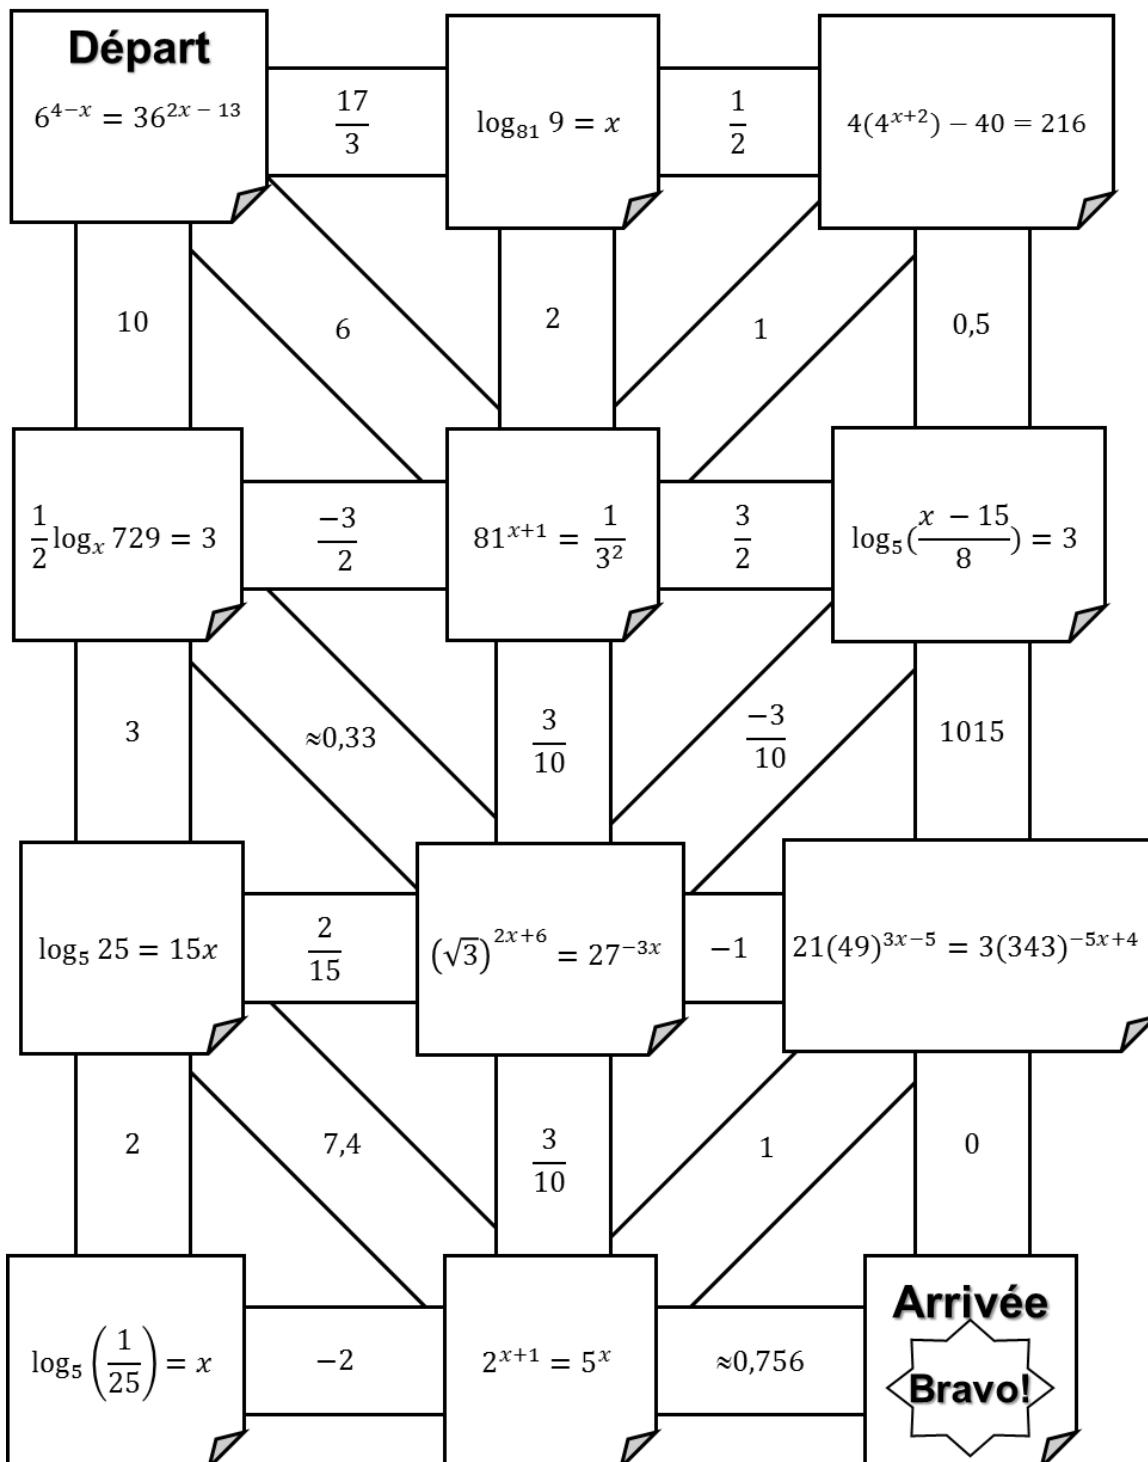 Départ
6^{4−x} = 36^{2x − 13}
17/3
log₈₁ 9 = x
1/2
4(4^{x+2}) − 40 = 216
10
6
2
1
0,5
1/2 logₓ 729 = 3
−3/2
81^{x+1} = 1/3²
3/2
log₅(x − 15/8) = 3
3
≈0,33
3/10
−3/10
1015
log₅ 25 = 15x
2/15
(√3)^{2x+6} = 27^{−3x}
−1
21(49)^{3x−5} = 3(343)^{−5x+4}
2
7,4
3/10
1
0
log₅(1/25) = x
−2
2^{x+1} = 5^x
≈0,756
Arrivée
Bravo!